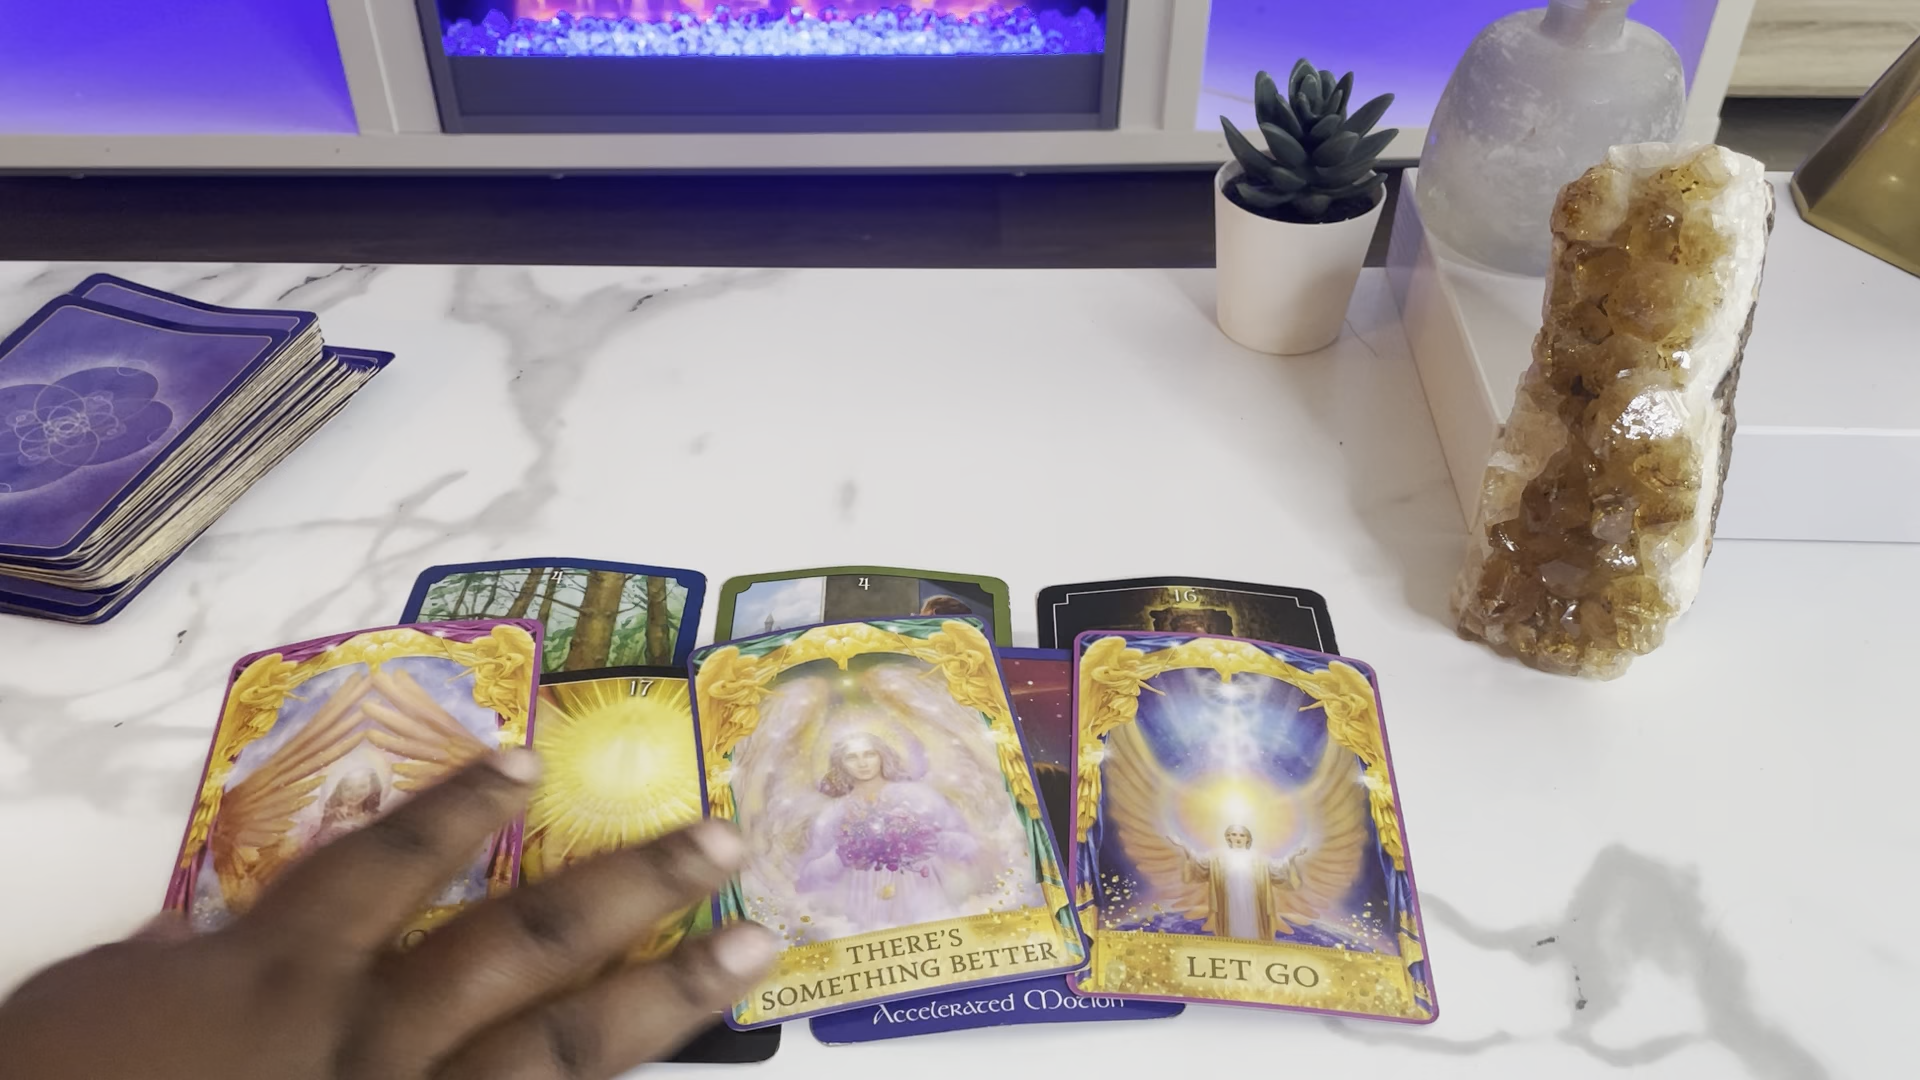 4
4
16
17
THERE'S
SOMETHING BETTER
LET GO
Accelerated Motion